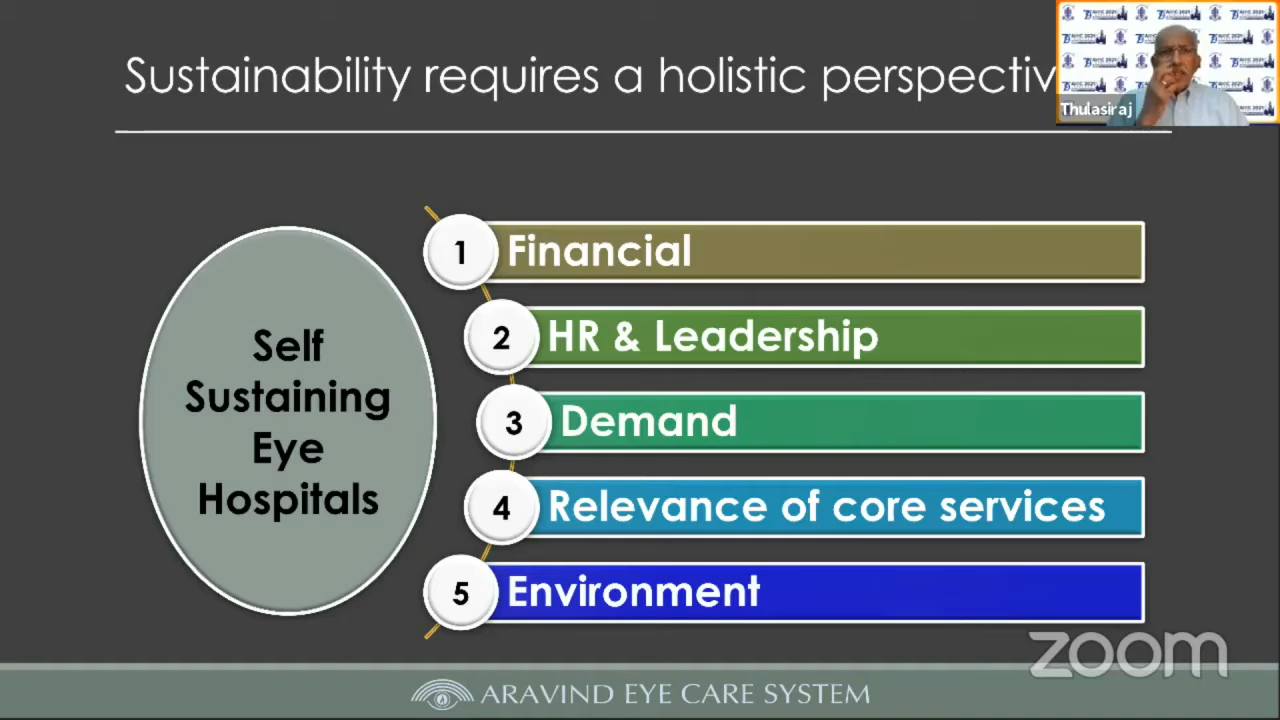 Sustainability requires a holistic perspectiv
Thulasiraj
Self
Sustaining
Eye
Hospitals
1 Financial
2 HR & Leadership
3 Demand
4 Relevance of core services
5 Environment
zoom
ARAVIND EYE CARE SYSTEM